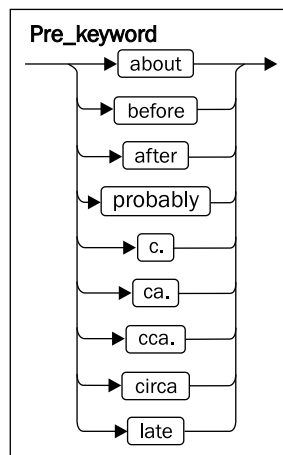 Pre_keyword
about
before
after
probably
c.
ca.
cca.
circa
late